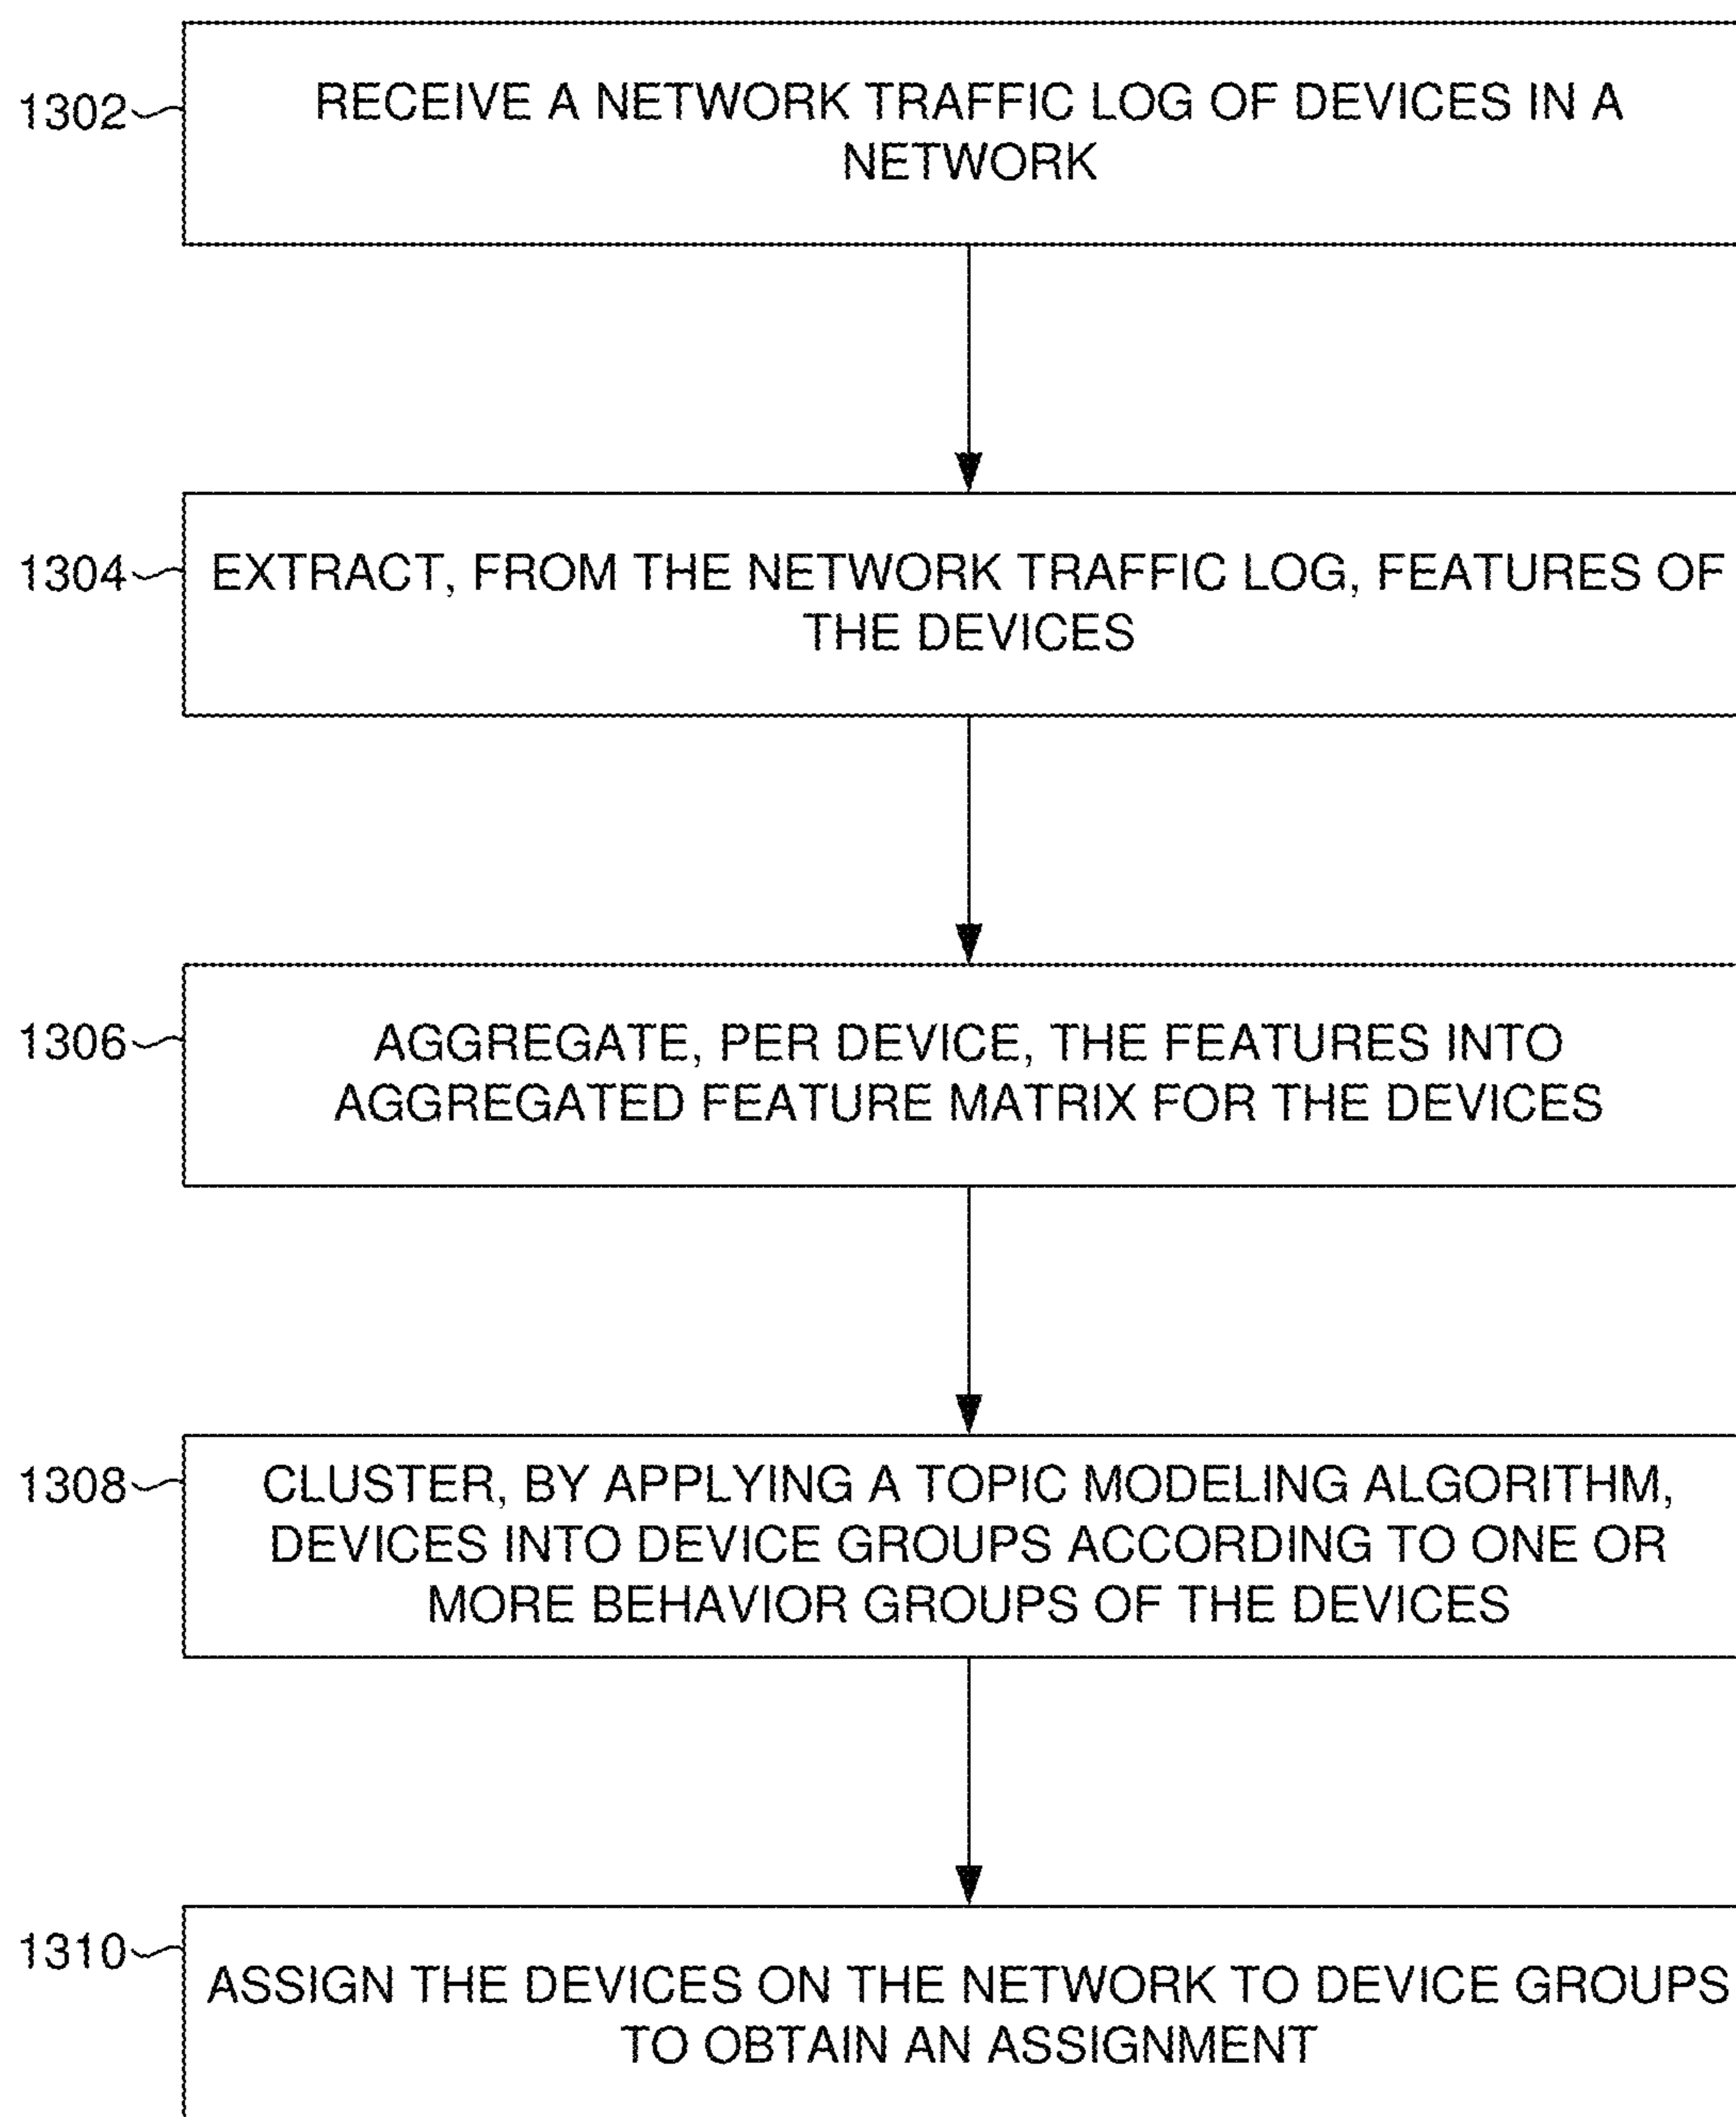 1302
RECEIVE A NETWORK TRAFFIC LOG OF DEVICES IN A
NETWORK
1304
EXTRACT, FROM THE NETWORK TRAFFIC LOG, FEATURES OF
THE DEVICES
1306
AGGREGATE, PER DEVICE, THE FEATURES INTO
AGGREGATED FEATURE MATRIX FOR THE DEVICES
1308
CLUSTER, BY APPLYING A TOPIC MODELING ALGORITHM,
DEVICES INTO DEVICE GROUPS ACCORDING TO ONE OR
MORE BEHAVIOR GROUPS OF THE DEVICES
1310
ASSIGN THE DEVICES ON THE NETWORK TO DEVICE GROUPS
TO OBTAIN AN ASSIGNMENT